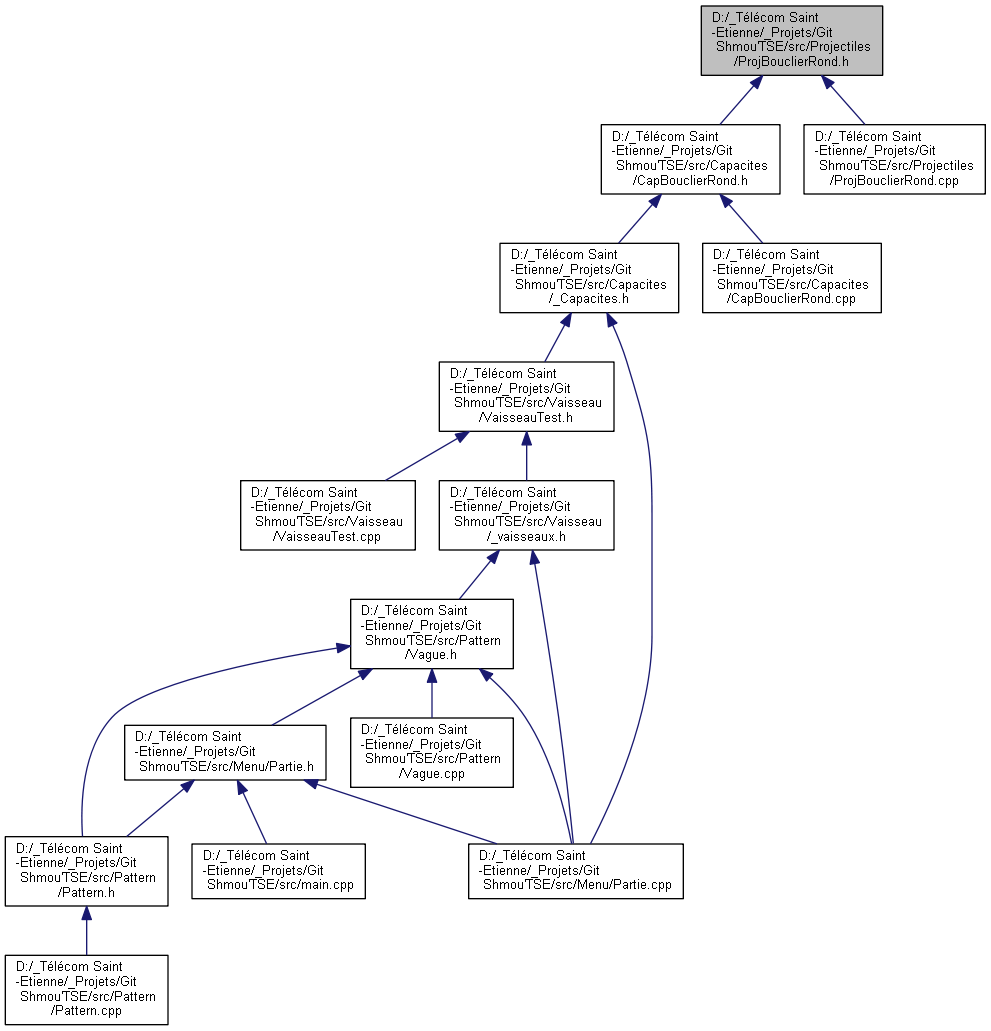 D:/_Télécom Saint
-Etienne/_Projets/Git
ShmouTSE/src/Projectiles
/ProjBouclierRond.h
D:/_Télécom Saint
-Etienne/_Projets/Git
ShmouTSE/src/Capacites
/CapBouclierRond.h
D:/_Télécom Saint
-Etienne/_Projets/Git
ShmouTSE/src/Projectiles
/ProjBouclierRond.cpp
D:/_Télécom Saint
-Etienne/_Projets/Git
ShmouTSE/src/Capacites
/_Capacites.h
D:/_Télécom Saint
-Etienne/_Projets/Git
ShmouTSE/src/Capacites
/CapBouclierRond.cpp
D:/_Télécom Saint
-Etienne/_Projets/Git
ShmouTSE/src/Vaisseau
/VaisseauTest.h
D:/_Télécom Saint
-Etienne/_Projets/Git
ShmouTSE/src/Vaisseau
/VaisseauTest.cpp
D:/_Télécom Saint
-Etienne/_Projets/Git
ShmouTSE/src/Vaisseau
/_vaisseaux.h
D:/_Télécom Saint
-Etienne/_Projets/Git
ShmouTSE/src/Pattern
/Vague.h
D:/_Télécom Saint
-Etienne/_Projets/Git
ShmouTSE/src/Menu/Partie.h
D:/_Télécom Saint
-Etienne/_Projets/Git
ShmouTSE/src/Pattern
/Vague.cpp
D:/_Télécom Saint
-Etienne/_Projets/Git
ShmouTSE/src/Pattern
/Pattern.h
D:/_Télécom Saint
-Etienne/_Projets/Git
ShmouTSE/src/main.cpp
D:/_Télécom Saint
-Etienne/_Projets/Git
ShmouTSE/src/Menu/Partie.cpp
D:/_Télécom Saint
-Etienne/_Projets/Git
ShmouTSE/src/Pattern
/Pattern.cpp